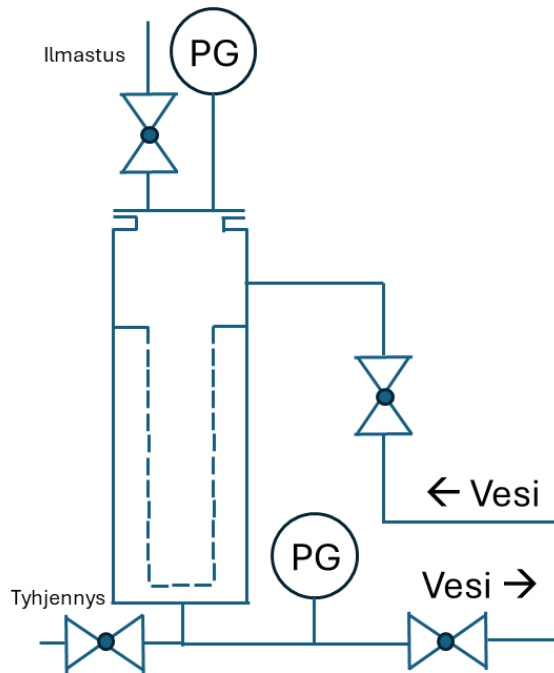 Ilmastus
PG
← Vesi
PG
Vesi →
Tyhjennys